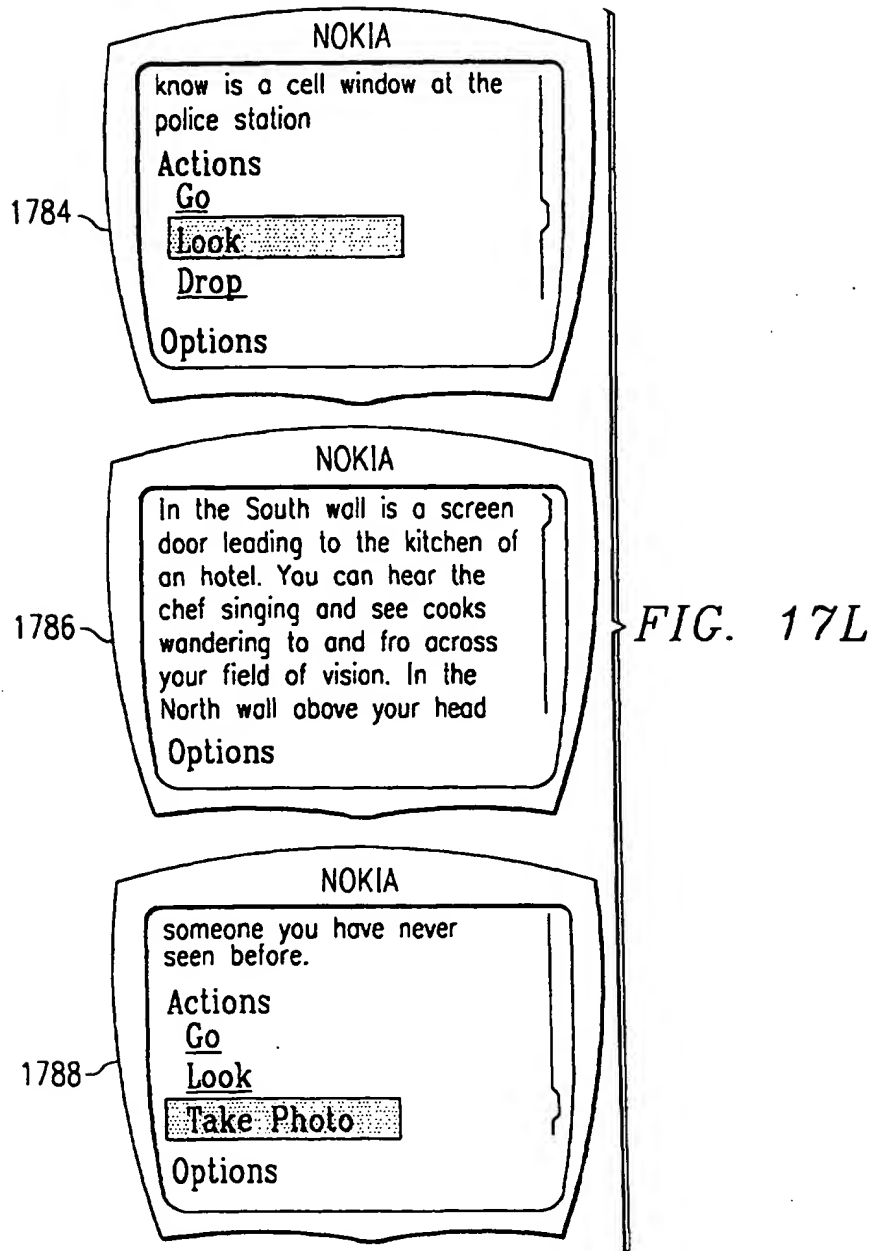 NOKIA
know is a cell window at the
police station
Actions
Go
Look
Drop
Options
1784
NOKIA
In the South wall is a screen
door leading to the kitchen of
an hotel. You can hear the
chef singing and see cooks
wandering to and fro across
your field of vision. In the
North wall above your head
Options
1786
FIG. 17L
NOKIA
someone you have never
seen before.
Actions
Go
Look
Take Photo
Options
1788